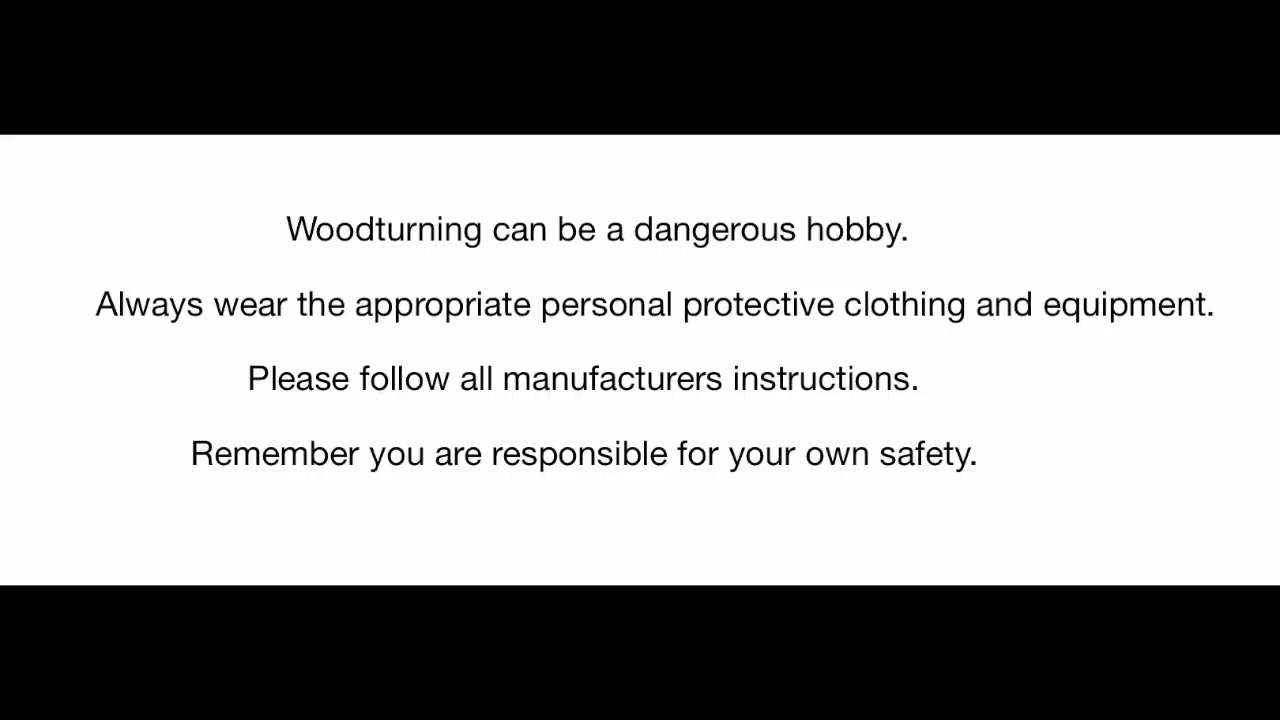 Woodturning can be a dangerous hobby.
Always wear the appropriate personal protective clothing and equipment.
Please follow all manufacturers instructions.
Remember you are responsible for your own safety.